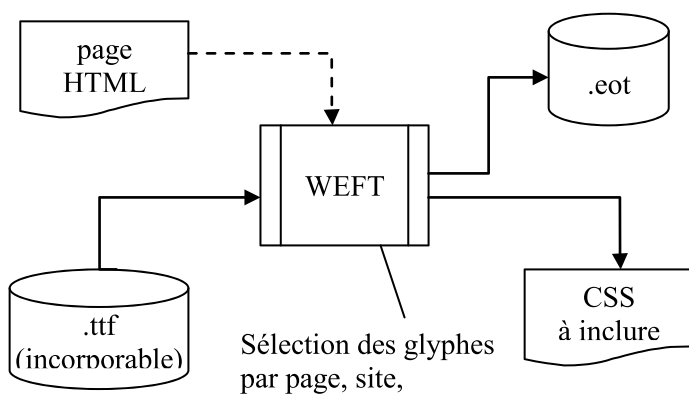 page
HTML
.eot
WEFT
.ttf
(incorporable)
CSS
à inclure
Sélection des glyphes
par page, site,